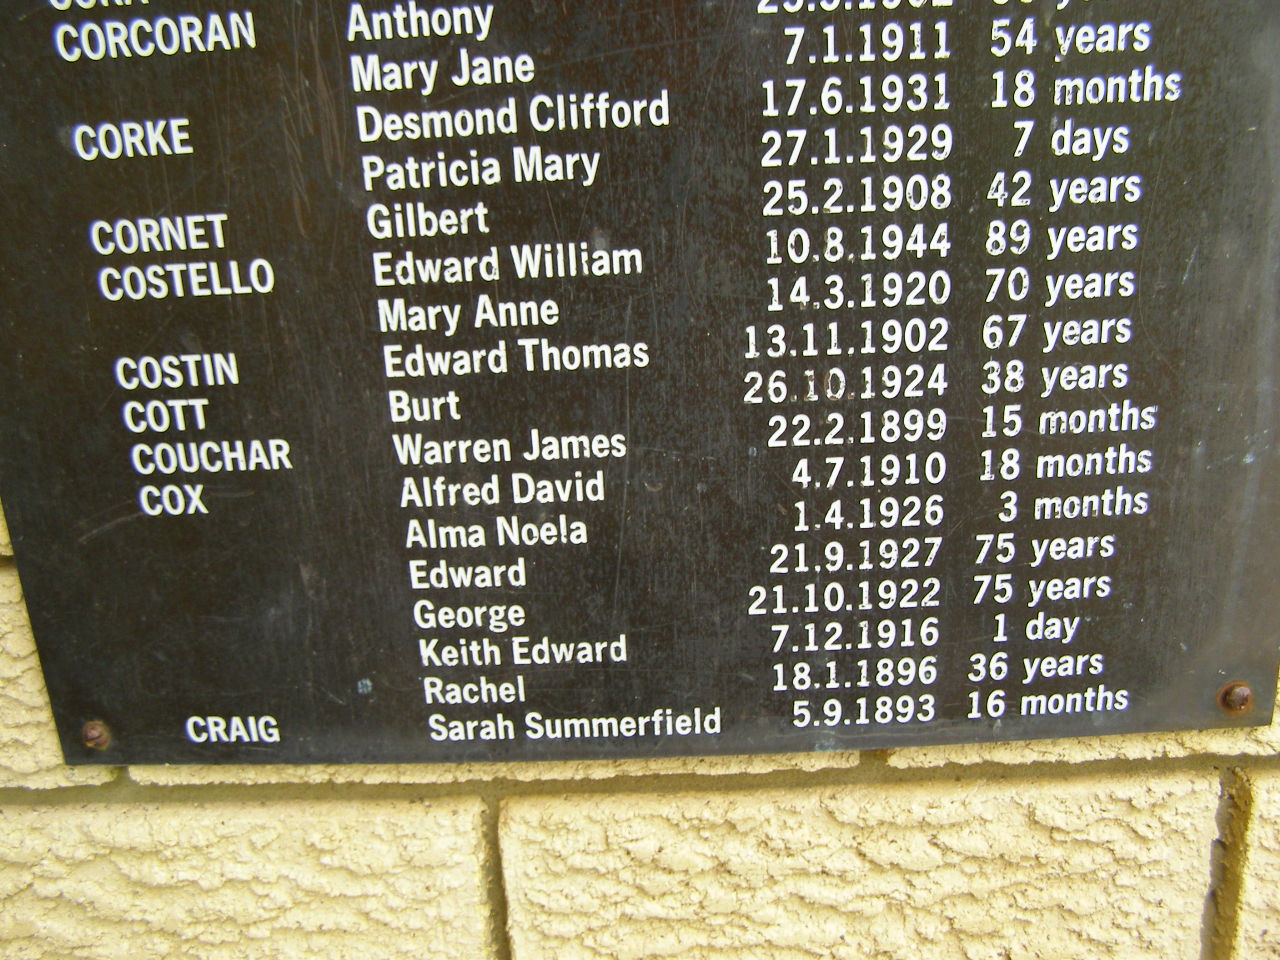 CORCORAN Anthony
Mary Jane 7.1.1911 54 years
CORKE Desmond Clifford 17.6.1931 18 months
Patricia Mary 27.1.1929 7 days
CORNET Gilbert 25.2.1908 42 years
COSTELLO Edward William 10.8.1944 89 years
Mary Anne 14.3.1920 70 years
COSTIN Edward Thomas 13.11.1902 67 years
COTT Burt 26.10.1924 38 years
COUCHAR Warren James 22.2.1899 15 months
COX Alfred David 4.7.1910 18 months
Alma Noela 1.4.1926 3 months
Edward 21.9.1927 75 years
George 21.10.1922 75 years
Keith Edward 7.12.1916 1 day
Rachel 18.1.1896 36 years
CRAIG Sarah Summerfield 5.9.1893 16 months